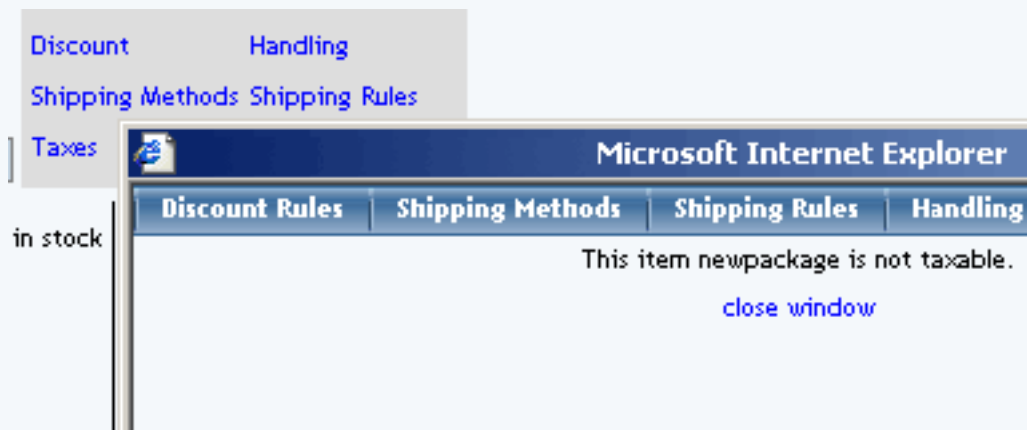 Discount Handling
Shipping Methods Shipping Rules
Taxes
Microsoft Internet Explorer
Discount Rules Shipping Methods Shipping Rules Handling
in stock
This item newpackage is not taxable.
close window